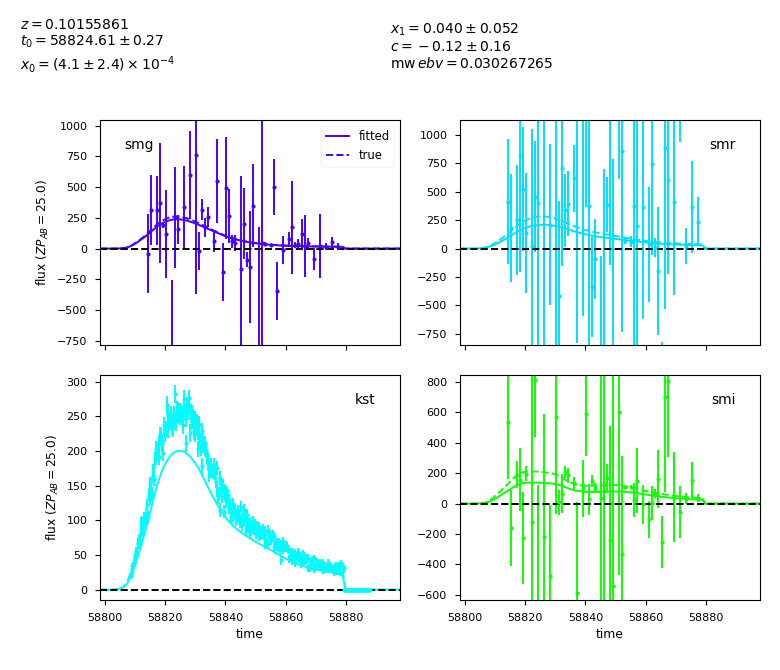 z = 0.10155861
t₀ = 58824.61 ± 0.27
x₀ = (4.1 ± 2.4) × 10⁻⁴
x₁ = 0.040 ± 0.052
c = −0.12 ± 0.16
mw ebv = 0.030267265
smg
fitted
true
1000
750
500
250
0
−250
−500
−750
flux (ZP_AB = 25.0)
smr
1000
750
500
250
0
−250
−500
−750
kst
300
250
200
150
100
50
0
flux (ZP_AB = 25.0)
58800 58820 58840 58860 58880
time
smi
800
600
400
200
0
−200
−400
−600
58800 58820 58840 58860 58880
time